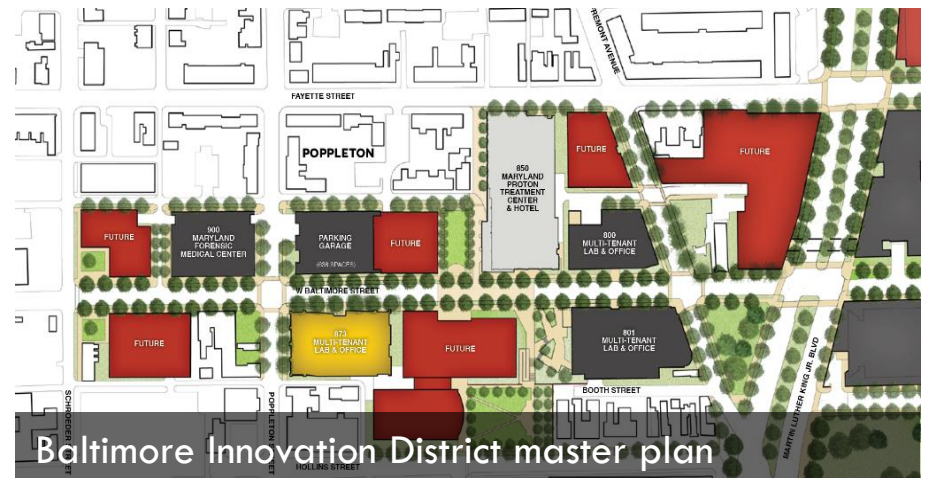 FREMONT AVENUE
FAYETTE STREET
POPPLETON
FUTURE
FUTURE
850
MARYLAND
PROTON
TREATMENT
CENTER
& HOTEL
FUTURE
900
MARYLAND
FORENSIC
MEDICAL CENTER
PARKING
GARAGE
(638 SPACES)
FUTURE
800
MULTI-TENANT
LAB & OFFICE
W BALTIMORE STREET
FUTURE
873
MULTI-TENANT
LAB & OFFICE
FUTURE
801
MULTI-TENANT
LAB & OFFICE
BOOTH STREET
MARTIN LUTHER KING JR. BLVD
SCHROEDER STREET
POPPLETON STREET
HOLLINS STREET
Baltimore Innovation District master plan